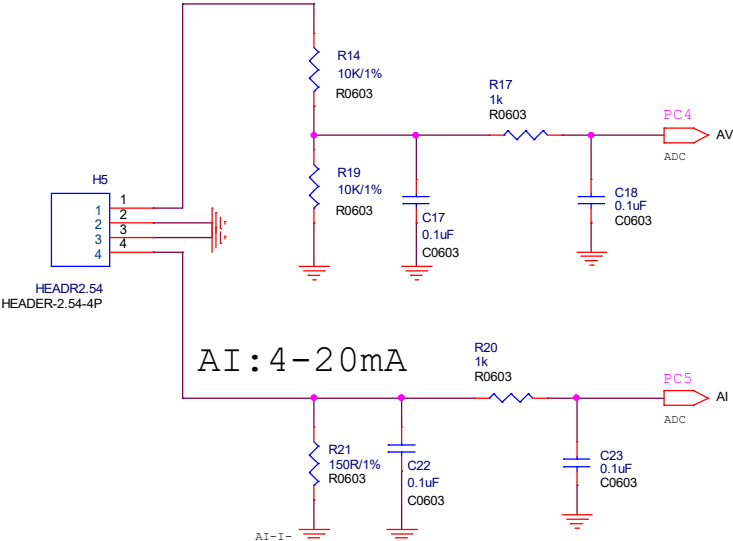 R14
10K/1%
R0603
R17
1k
R0603
PC4
AV
ADC
R19
10K/1%
R0603
H5
1
2
3
4
1
2
3
4
C17
0.1uF
C0603
C18
0.1uF
C0603
HEADR2.54
HEADER-2.54-4P
AI:4-20mA
R20
1k
R0603
PC5
AI
ADC
R21
150R/1%
R0603
C22
0.1uF
C0603
C23
0.1uF
C0603
AI-I-